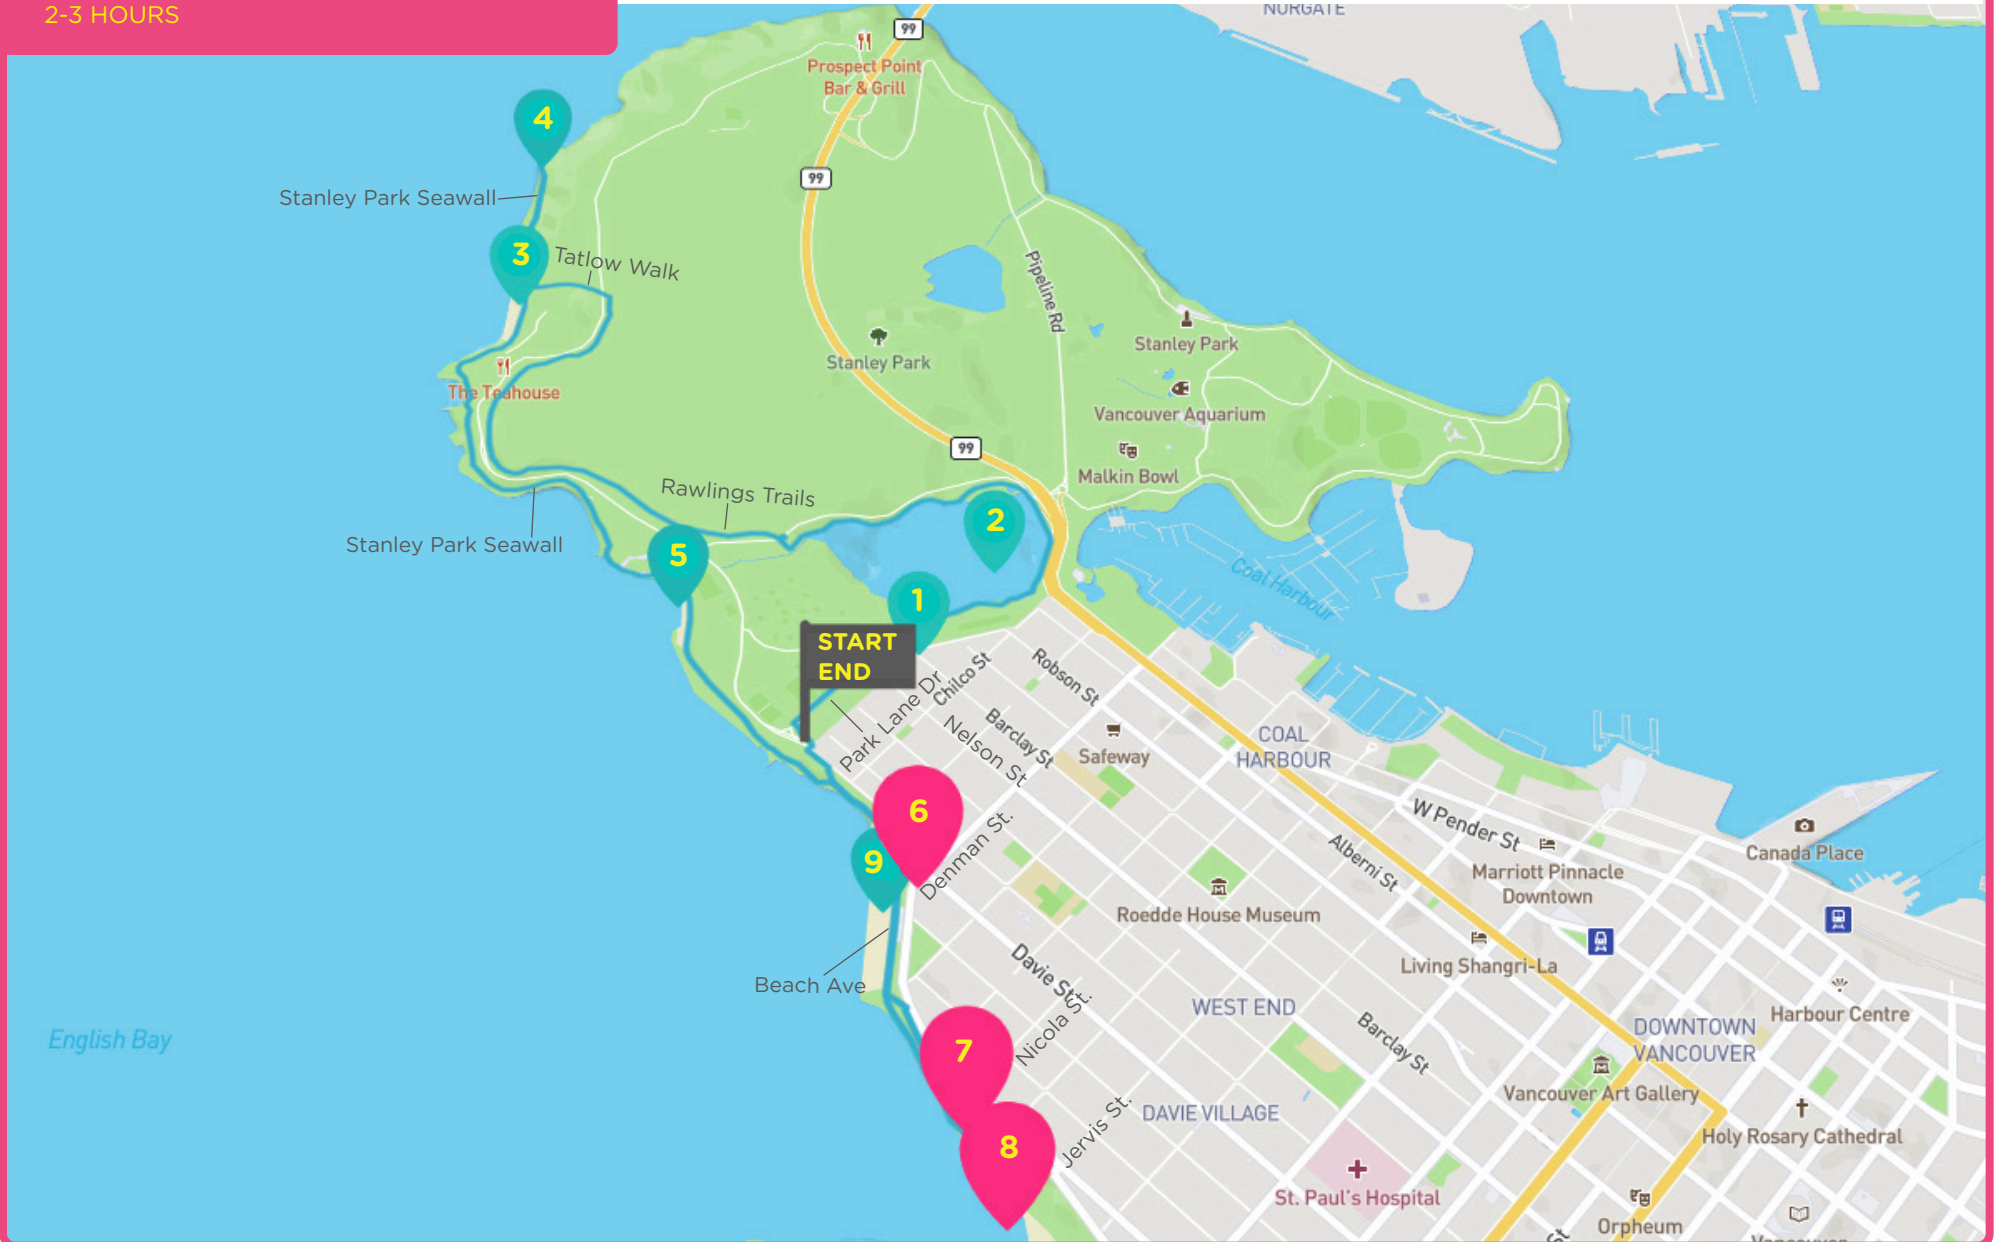 2-3 HOURS
NORGATE
99
Prospect Point
Bar & Grill
4
99
Stanley Park Seawall
3
Tatlow Walk
Pipeline Rd
Stanley Park
Stanley Park
The Teahouse
Vancouver Aquarium
99
Malkin Bowl
Rawlings Trails
2
Stanley Park Seawall
5
Coal Harbour
1
START
END
Chilco St
Robson St
Park Lane Dr
Nelson St
Barclay St
Safeway
COAL
HARBOUR
6
Denman St.
W Pender St
Alberni St
Canada Place
9
Marriott Pinnacle
Downtown
Roedde House Museum
Davie St
Living Shangri-La
Beach Ave
Nicola St.
WEST END
Barclay St
Harbour Centre
DOWNTOWN
VANCOUVER
English Bay
7
Vancouver Art Gallery
Jervis St.
DAVIE VILLAGE
Holy Rosary Cathedral
8
St. Paul's Hospital
Orpheum
St
Vancouver